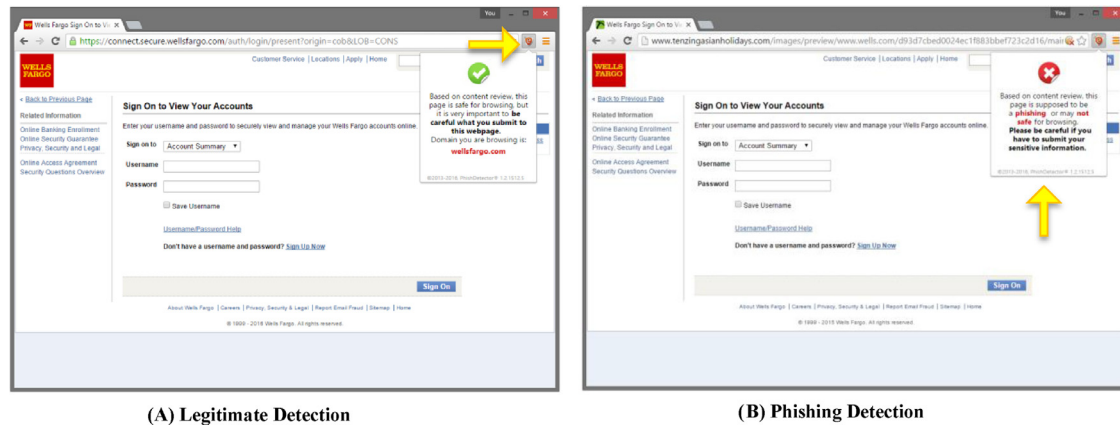 You
Wells Fargo Sign On to Vi
https://connect.secure.wellsfargo.com/auth/login/present?origin=cob&LOB=CONS
WELLS
FARGO
Customer Service | Locations | Apply | Home
« Back to Previous Page
Related Information
Online Banking Enrollment
Online Security Guarantee
Privacy, Security and Legal
Online Access Agreement
Security Questions Overview
Sign On to View Your Accounts
Enter your username and password to securely view and manage your Wells Fargo accounts online.
Sign on to
Account Summary
Username
Password
Save Username
Username/Password Help
Don't have a username and password? Sign Up Now
Sign On
Based on content review, this
page is safe for browsing, but
it is very important to be
careful what you submit to
this webpage.
Domain you are browsing is:
wellsfargo.com
©2015-2016, PhishDetector® 1.2.1612.5
About Wells Fargo | Careers | Privacy, Security & Legal | Report Email Fraud | Sitemap | Home
© 1999 - 2016 Wells Fargo. All rights reserved.
(A) Legitimate Detection
You
Wells Fargo Sign On to Vi
www.tenzingasianholidays.com/images/preview/www.wells.com/d93d7cbed0024ec1f883bbef723c2d16/main
WELLS
FARGO
Customer Service | Locations | Apply | Home
« Back to Previous Page
Related Information
Online Banking Enrollment
Online Security Guarantee
Privacy, Security and Legal
Online Access Agreement
Security Questions Overview
Sign On to View Your Accounts
Enter your username and password to securely view and manage your Wells Fargo accounts online
Sign on to
Account Summary
Username
Password
Save Username
Username/Password Help
Don't have a username and password? Sign Up Now
Sign On
Based on content review, this
page is supposed to be
a phishing or may not
safe for browsing.
Please be careful if you
have to submit your
sensitive information.
©2015-2016, PhishDetector® 1.2.1612.5
About Wells Fargo | Careers | Privacy, Security & Legal | Report Email Fraud | Sitemap | Home
© 1999 - 2016 Wells Fargo. All rights reserved.
(B) Phishing Detection